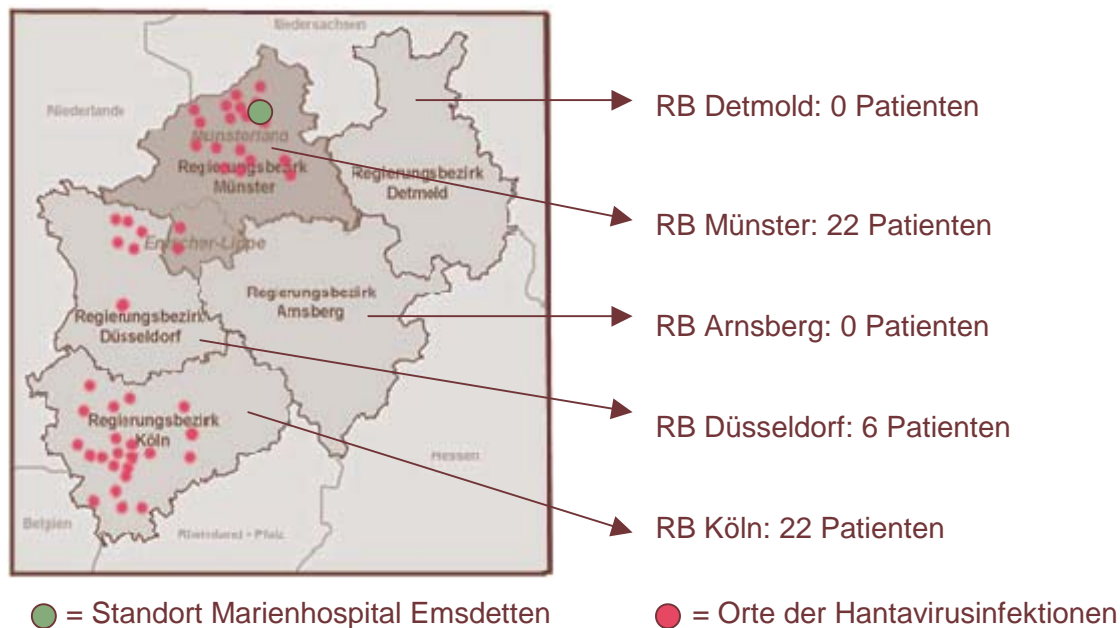 Niedersachsen
Niederlande
Münsterland
Regierungsbezirk
Münster
Regierungsbezirk
Detmold
Emscher-Lippe
Regierungsbezirk
Arnsberg
Regierungsbezirk
Düsseldorf
Regierungsbezirk
Köln
Hessen
Belgien
Rheinland - Pfalz
RB Detmold: 0 Patienten
RB Münster: 22 Patienten
RB Arnsberg: 0 Patienten
RB Düsseldorf: 6 Patienten
RB Köln: 22 Patienten
= Standort Marienhospital Emsdetten
= Orte der Hantavirusinfektionen